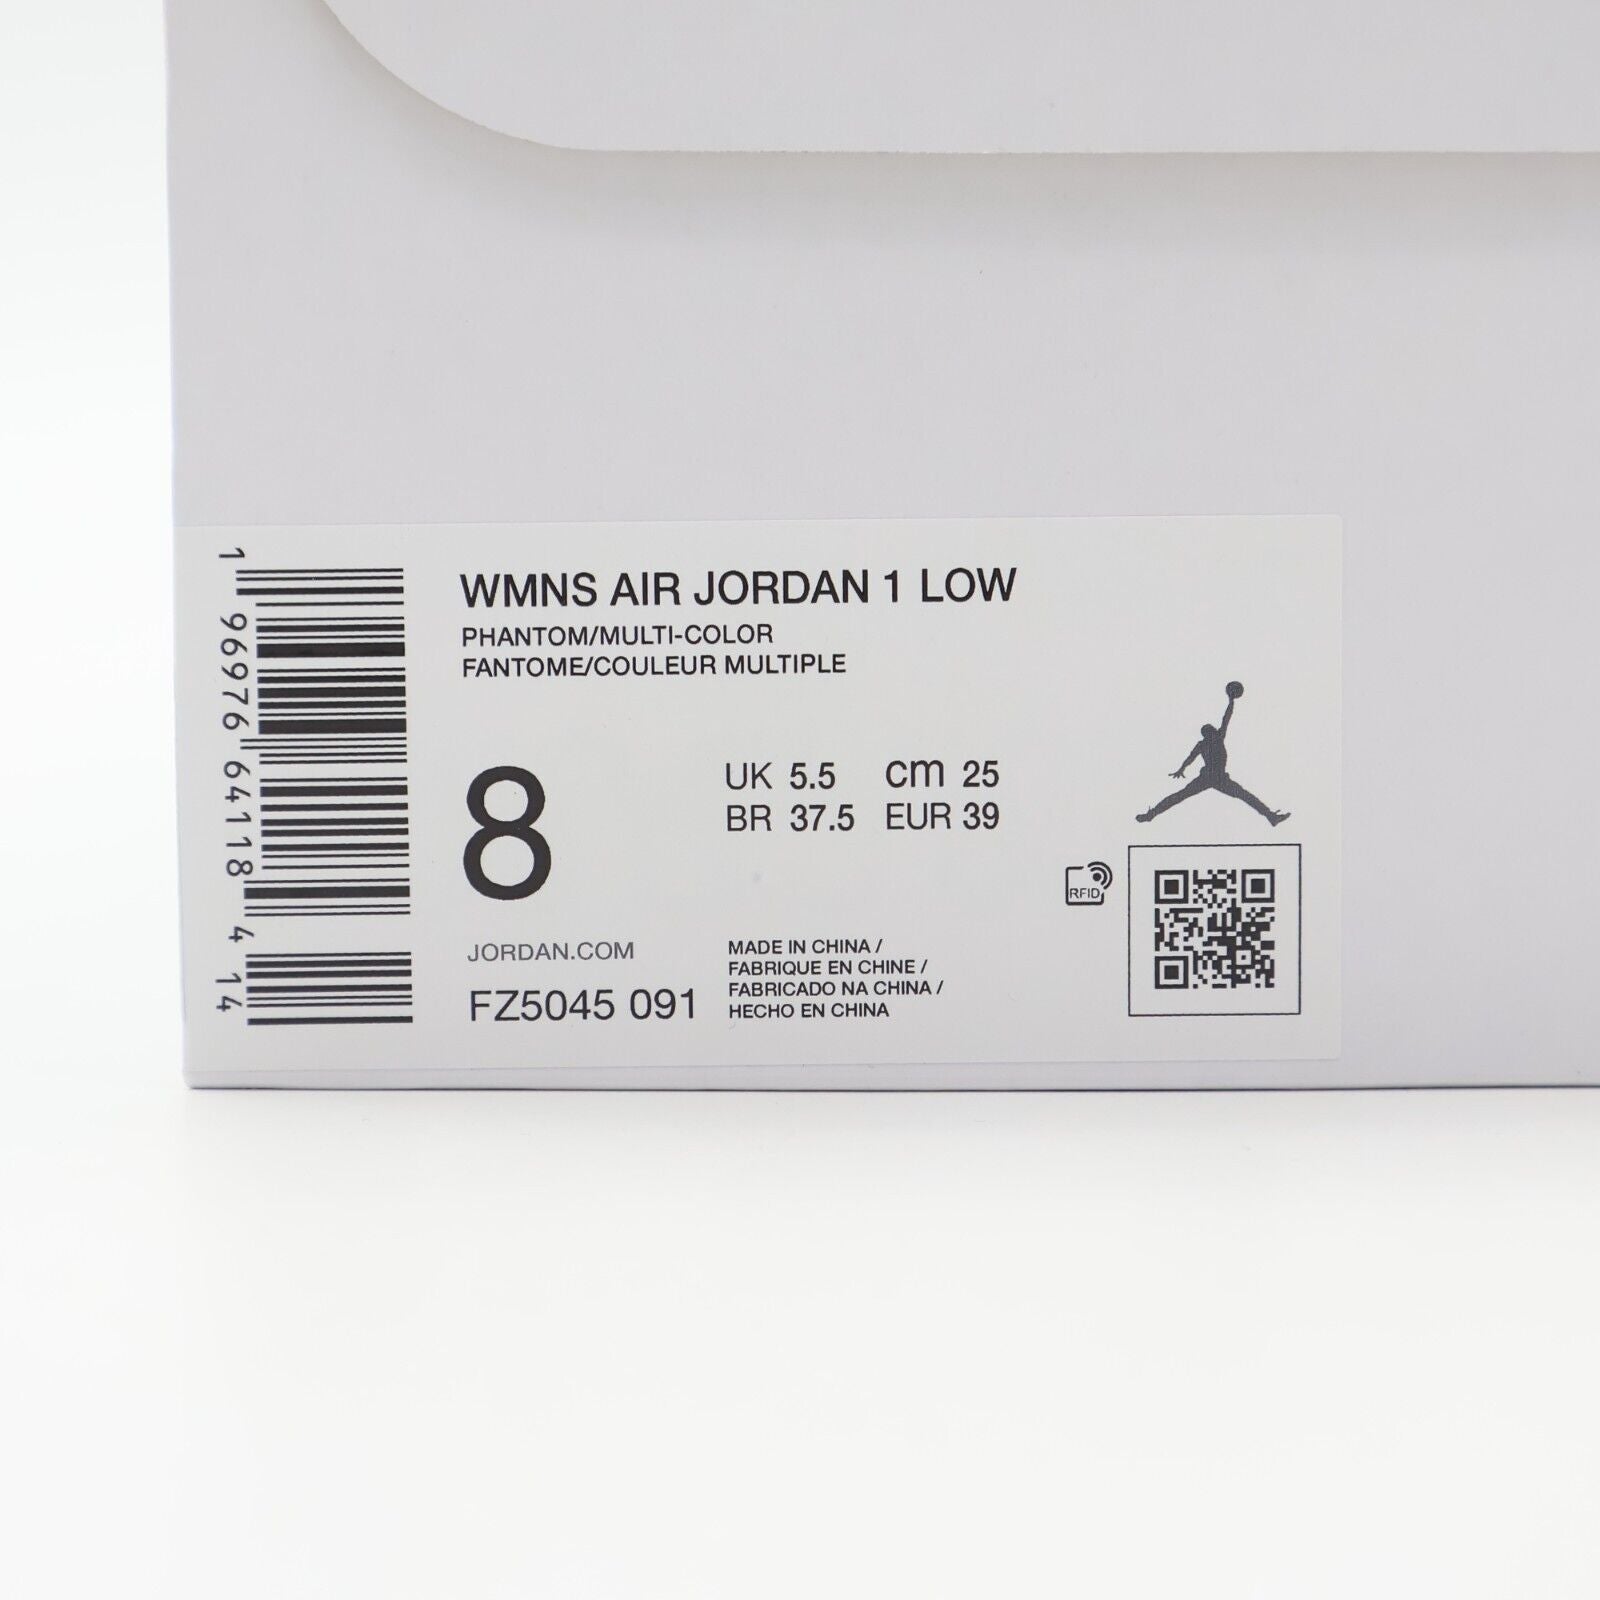 WMNS AIR JORDAN 1 LOW
PHANTOM/MULTI-COLOR
FANTOME/COULEUR MULTIPLE
8
UK 5.5 cm 25
BR 37.5 EUR 39
RFID
JORDAN.COM
FZ5045 091
MADE IN CHINA /
FABRIQUE EN CHINE /
FABRICADO NA CHINA /
HECHO EN CHINA
1 96976 64118 4 14